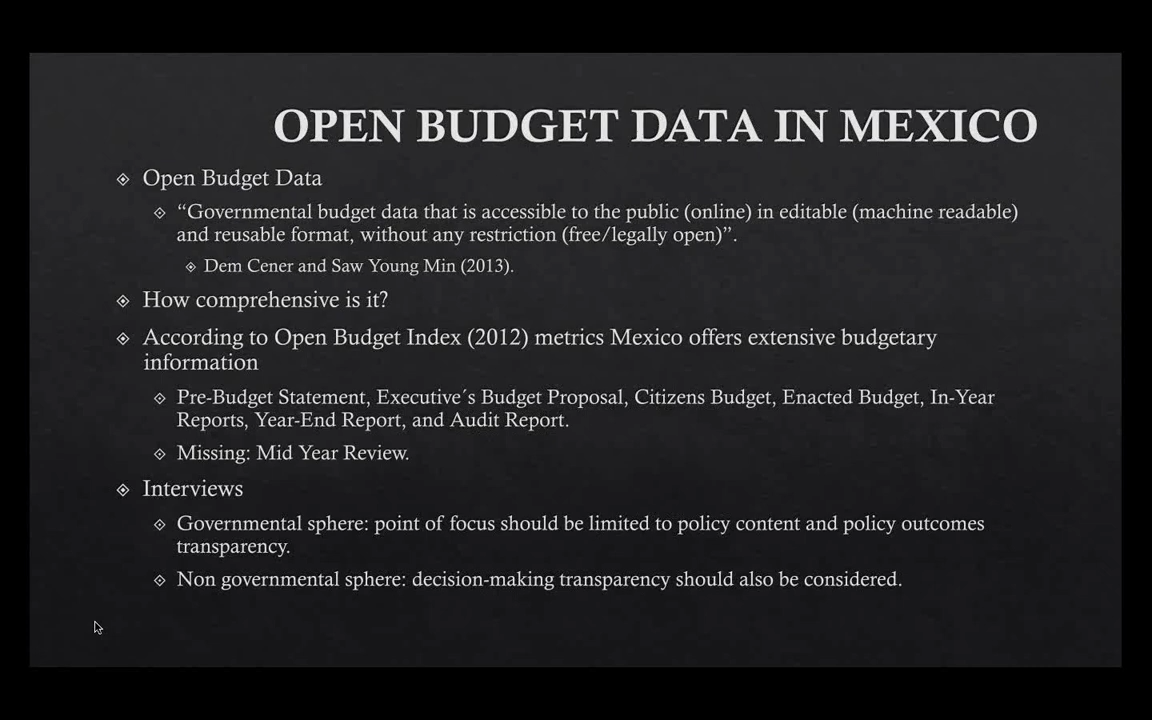 OPEN BUDGET DATA IN MEXICO
Open Budget Data
“Governmental budget data that is accessible to the public (online) in editable (machine readable)
and reusable format, without any restriction (free/legally open)”.
Dem Cener and Saw Young Min (2013).
How comprehensive is it?
According to Open Budget Index (2012) metrics Mexico offers extensive budgetary
information
Pre-Budget Statement, Executive´s Budget Proposal, Citizens Budget, Enacted Budget, In-Year
Reports, Year-End Report, and Audit Report.
Missing: Mid Year Review.
Interviews
Governmental sphere: point of focus should be limited to policy content and policy outcomes
transparency.
Non governmental sphere: decision-making transparency should also be considered.